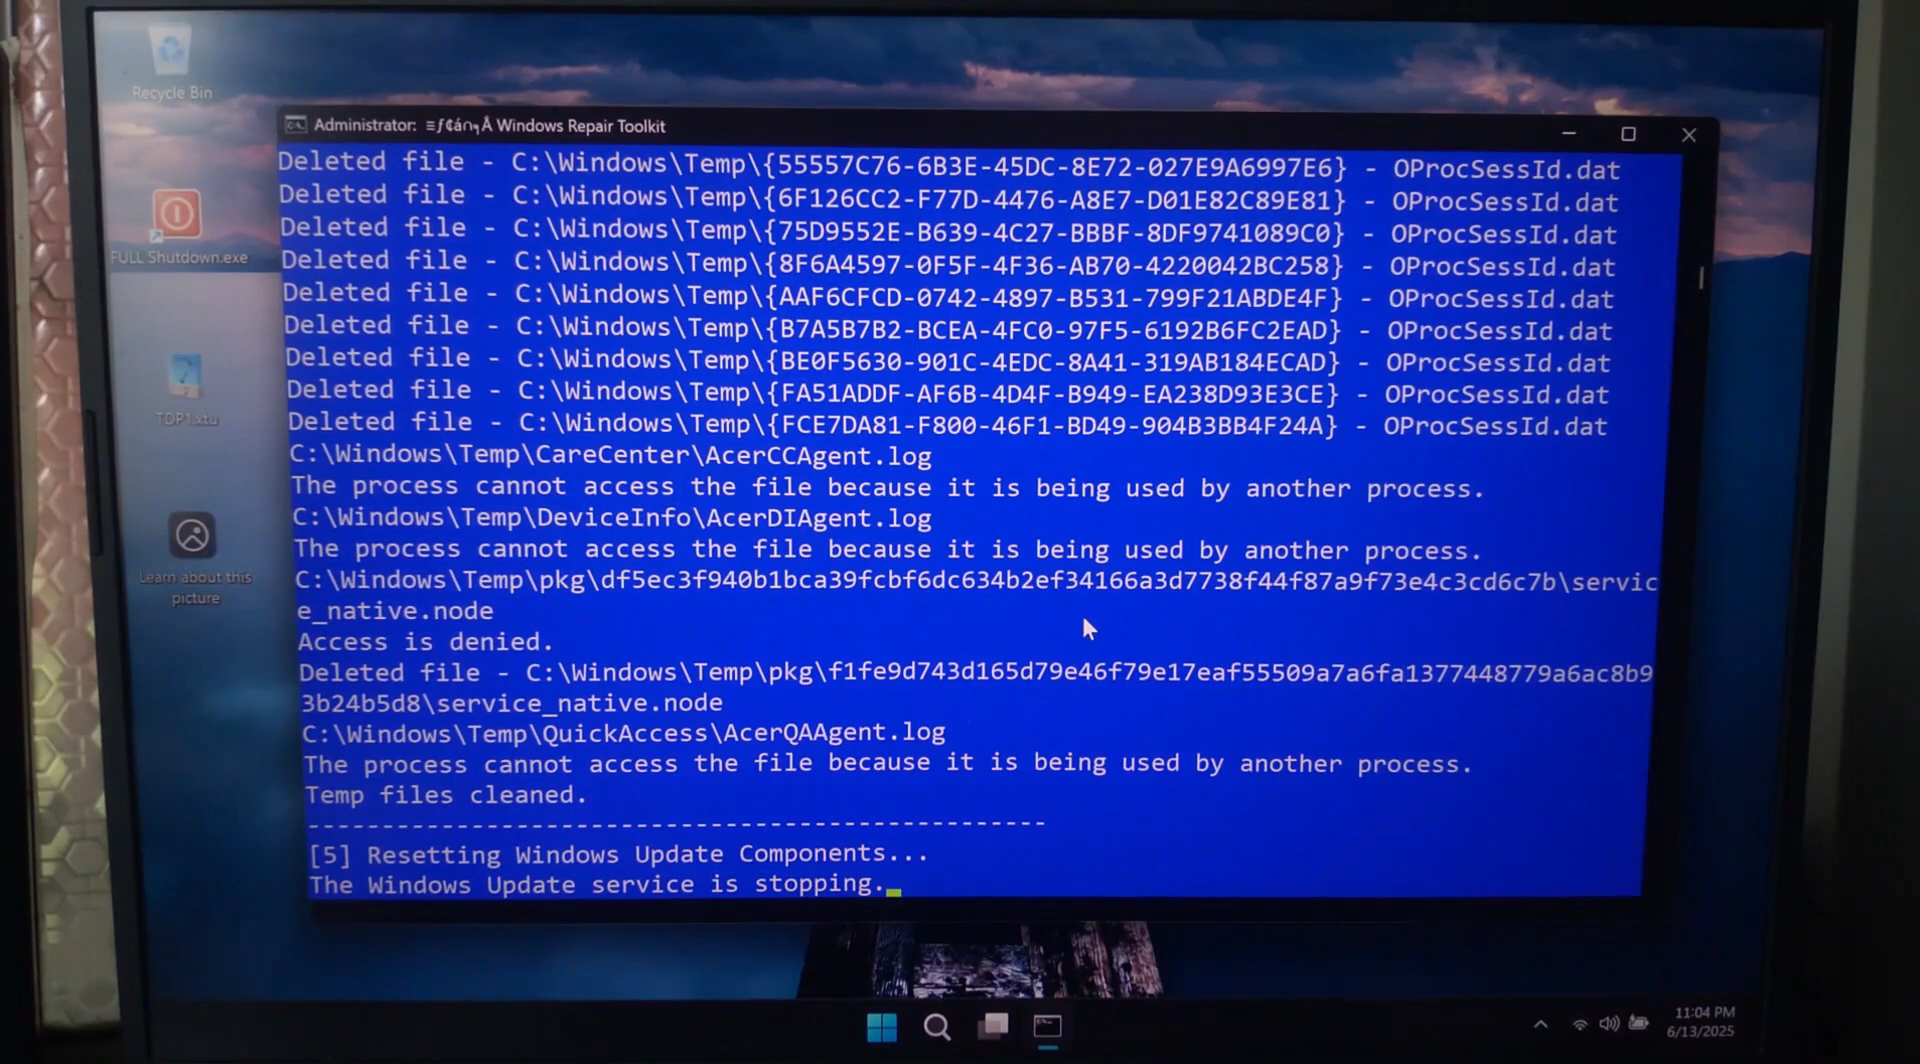 Recycle Bin
FULL Shutdown.exe
TDP1.xtu
Learn about this
picture
Administrator: ≡ƒ¢án╕Å Windows Repair Toolkit
Deleted file - C:\Windows\Temp\{55557C76-6B3E-45DC-8E72-027E9A6997E6} - OProcSessId.dat
Deleted file - C:\Windows\Temp\{6F126CC2-F77D-4476-A8E7-D01E82C89E81} - OProcSessId.dat
Deleted file - C:\Windows\Temp\{75D9552E-B639-4C27-BBBF-8DF9741089C0} - OProcSessId.dat
Deleted file - C:\Windows\Temp\{8F6A4597-0F5F-4F36-AB70-4220042BC258} - OProcSessId.dat
Deleted file - C:\Windows\Temp\{AAF6CFCD-0742-4897-B531-799F21ABDE4F} - OProcSessId.dat
Deleted file - C:\Windows\Temp\{B7A5B7B2-BCEA-4FC0-97F5-6192B6FC2EAD} - OProcSessId.dat
Deleted file - C:\Windows\Temp\{BE0F5630-901C-4EDC-8A41-319AB184ECAD} - OProcSessId.dat
Deleted file - C:\Windows\Temp\{FA51ADDF-AF6B-4D4F-B949-EA238D93E3CE} - OProcSessId.dat
Deleted file - C:\Windows\Temp\{FCE7DA81-F800-46F1-BD49-904B3BB4F24A} - OProcSessId.dat
C:\Windows\Temp\CareCenter\AcerCCAgent.log
The process cannot access the file because it is being used by another process.
C:\Windows\Temp\DeviceInfo\AcerDIAgent.log
The process cannot access the file because it is being used by another process.
C:\Windows\Temp\pkg\df5ec3f940b1bca39fcbf6dc634b2ef34166a3d7738f44f87a9f73e4c3cd6c7b\servic
e_native.node
Access is denied.
Deleted file - C:\Windows\Temp\pkg\f1fe9d743d165d79e46f79e17eaf55509a7a6fa1377448779a6ac8b9
3b24b5d8\service_native.node
C:\Windows\Temp\QuickAccess\AcerQAAgent.log
The process cannot access the file because it is being used by another process.
Temp files cleaned.
--------------------------------------------------
[5] Resetting Windows Update Components...
The Windows Update service is stopping.
11:04 PM
6/13/2025